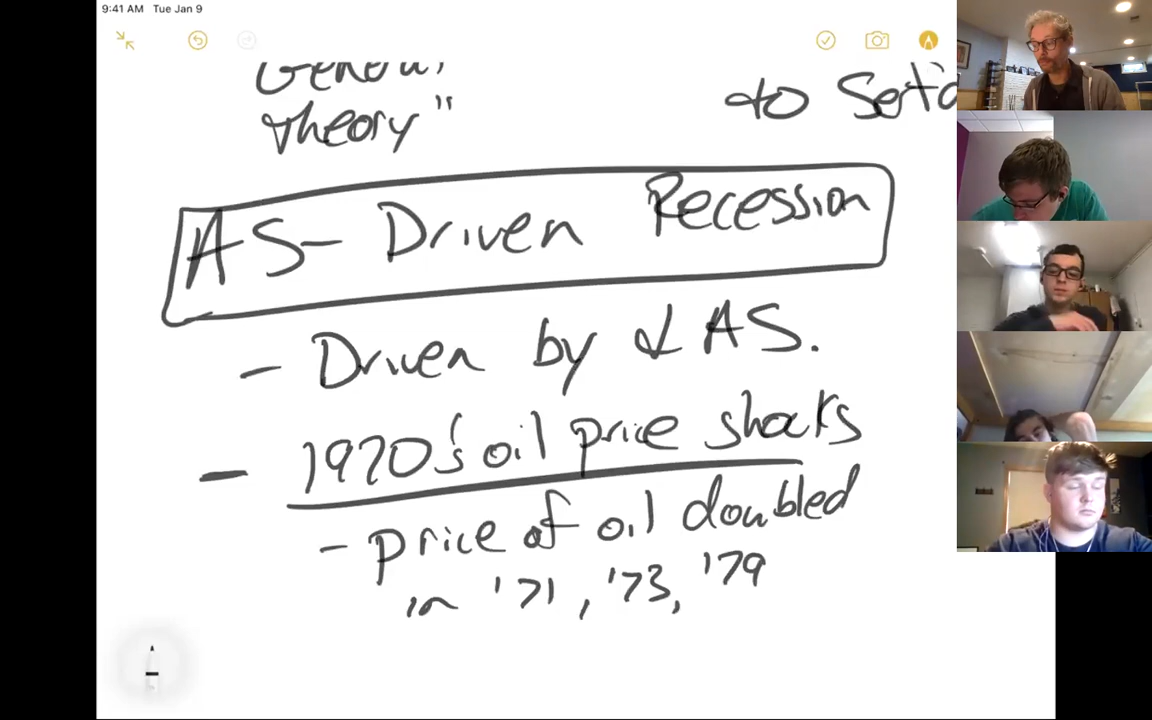 9:41 AM Tue Jan 9
General
theory"
to
AS- Driven Recession
- Driven by ↓ AS.
- 1970's oil price shocks
- price of oil doubled
in '71, '73, '79